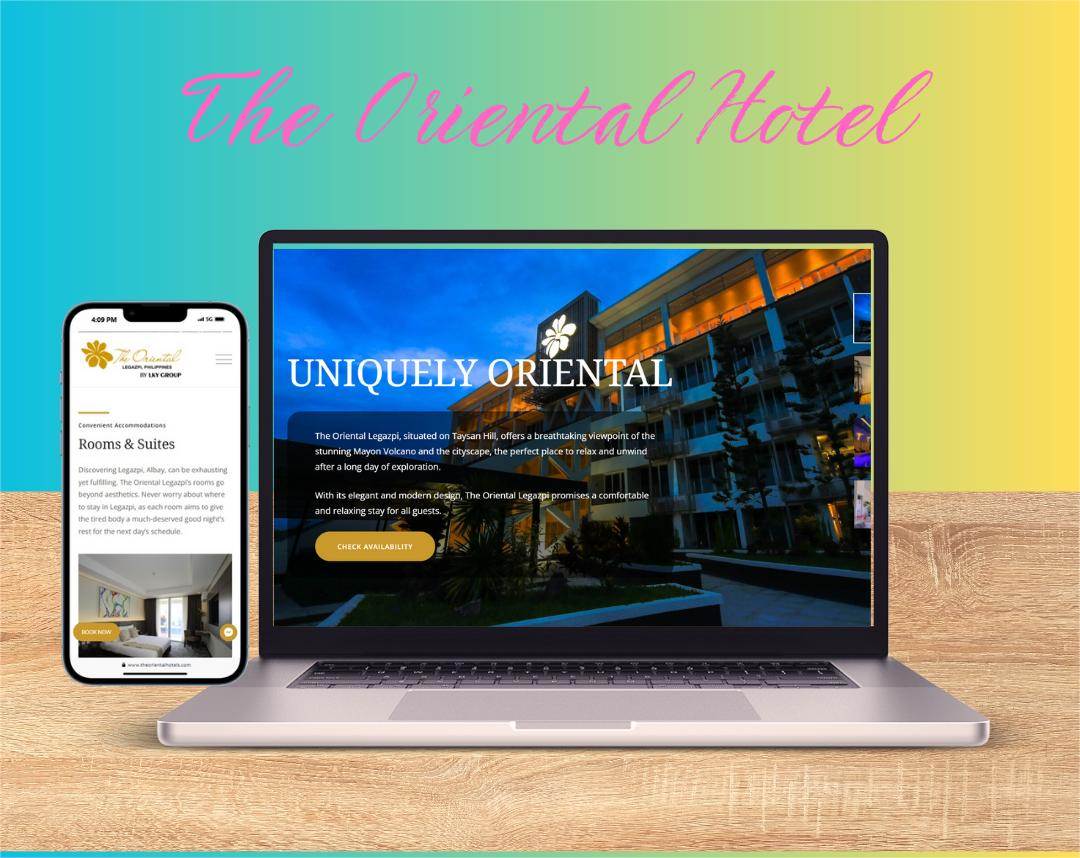 The Oriental Hotel
4:09 PM
5G
The Oriental
LEGAZPI, PHILIPPINES
BY LKY GROUP
Convenient Accommodations
Rooms & Suites
Discovering Legazpi, Albay, can be exhausting
yet fulfilling. The Oriental Legazpi's rooms go
beyond aesthetics. Never worry about where
to stay in Legazpi, as each room aims to give
the tired body a much-deserved good night's
rest for the next day's schedule.
BOOK NOW
www.theorientalhotels.com
UNIQUELY ORIENTAL
The Oriental Legazpi, situated on Taysan Hill, offers a breathtaking viewpoint of the
stunning Mayon Volcano and the cityscape, the perfect place to relax and unwind
after a long day of exploration.
With its elegant and modern design, The Oriental Legazpi promises a comfortable
and relaxing stay for all guests.
CHECK AVAILABILITY